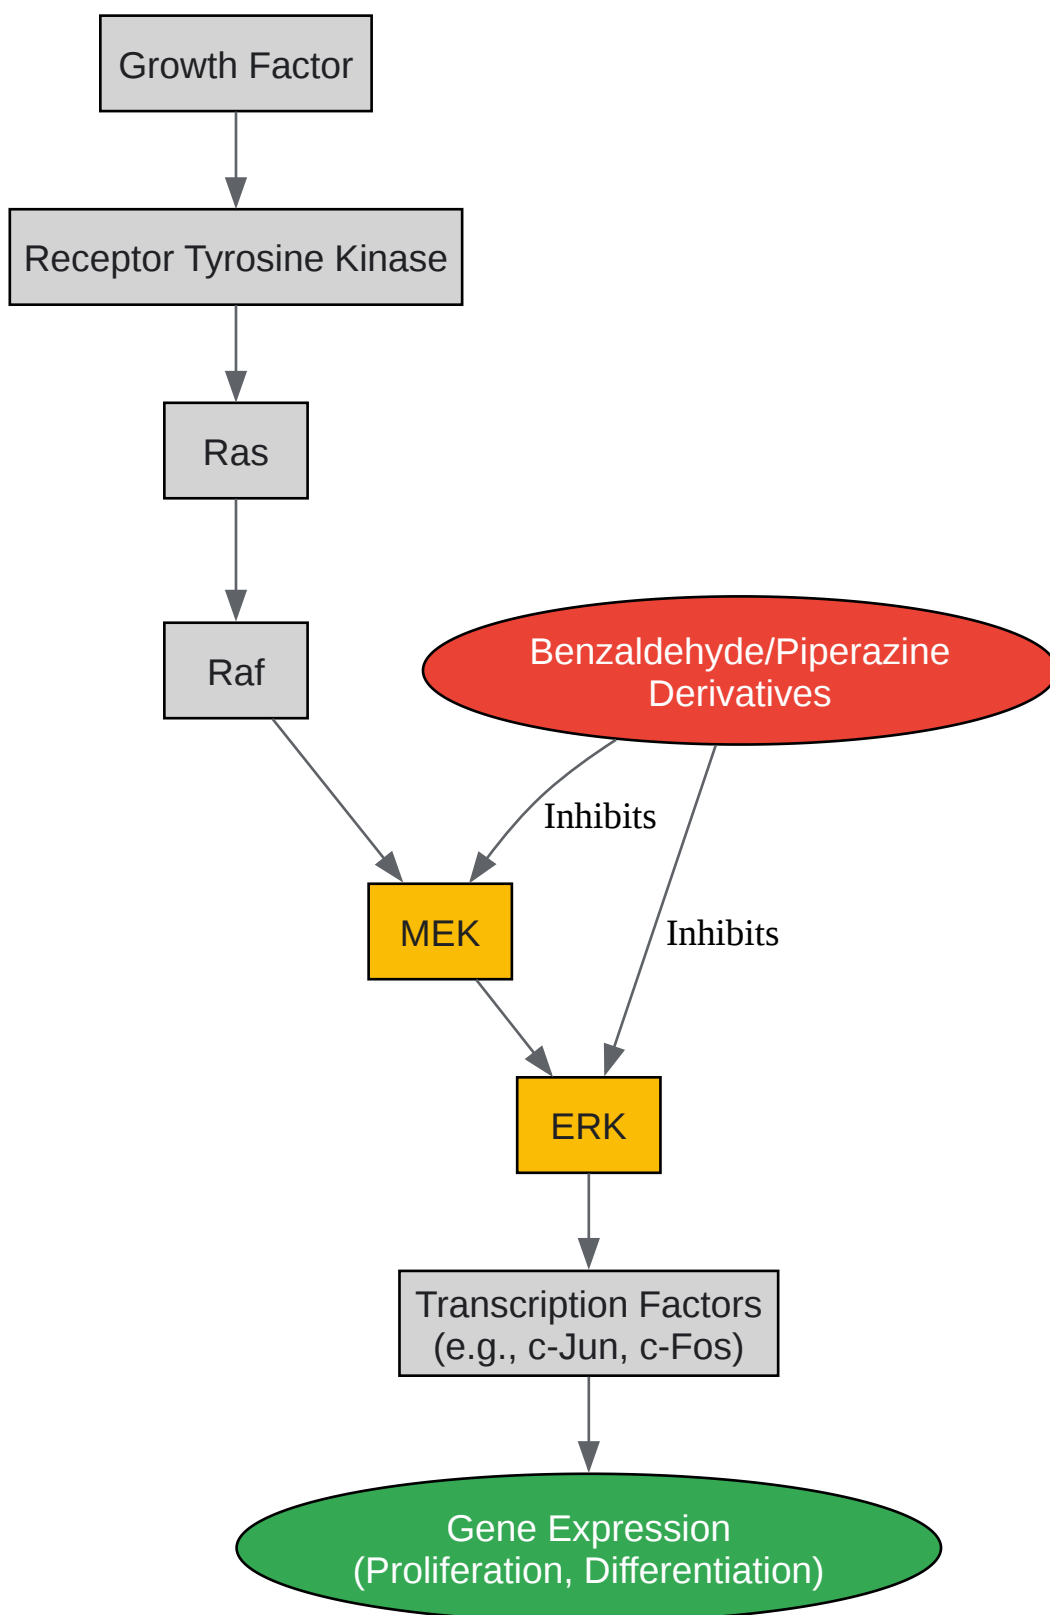 Growth Factor
Receptor Tyrosine Kinase
Ras
Raf
Benzaldehyde/Piperazine
Derivatives
Inhibits
MEK
Inhibits
ERK
Transcription Factors
(e.g., c-Jun, c-Fos)
Gene Expression
(Proliferation, Differentiation)